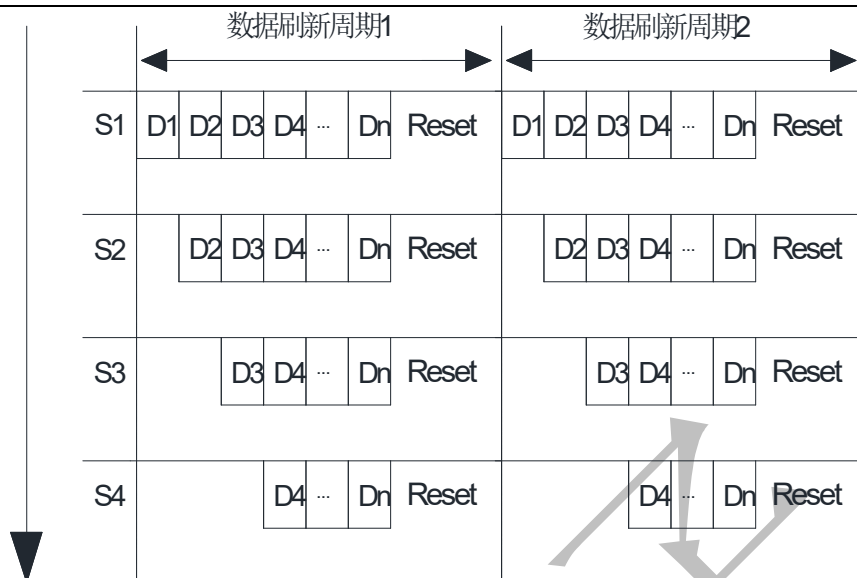 数据刷新周期1 数据刷新周期2
S1 D1 D2 D3 D4 ... Dn Reset D1 D2 D3 D4 ... Dn Reset
S2 D2 D3 D4 ... Dn Reset D2 D3 D4 ... Dn Reset
S3 D3 D4 ... Dn Reset D3 D4 ... Dn Reset
S4 D4 ... Dn Reset D4 ... Dn Reset